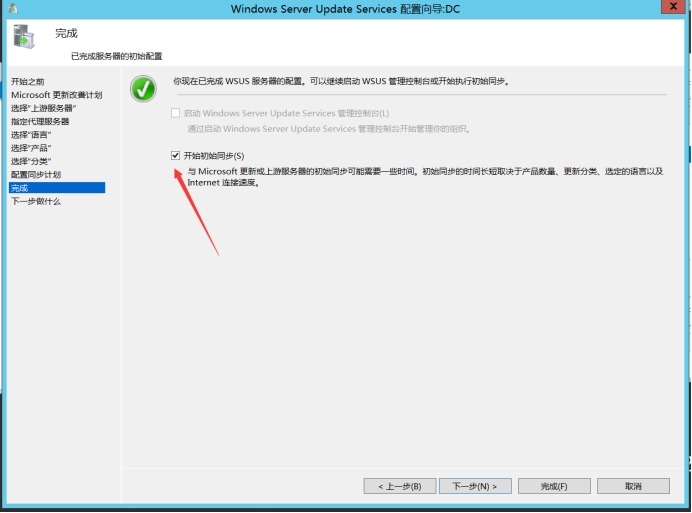 Windows Server Update Services 配置向导:DC
完成
已完成服务器的初始配置
开始之前
Microsoft 更新改善计划
选择"上游服务器"
指定代理服务器
选择"语言"
选择"产品"
选择"分类"
配置同步计划
完成
下一步做什么
你现在已完成 WSUS 服务器的配置。可以继续启动 WSUS 管理控制台或开始执行初始同步。
启动 Windows Server Update Services 管理控制台(L)
通过启动 Windows Server Update Services 管理控制台开始管理你的组织。
开始初始同步(S)
与 Microsoft 更新或上游服务器的初始同步可能需要一些时间。初始同步的时间长短取决于产品数量、更新分类、选定的语言以及
Internet 连接速度。
< 上一步(B)
下一步(N) >
完成(F)
取消